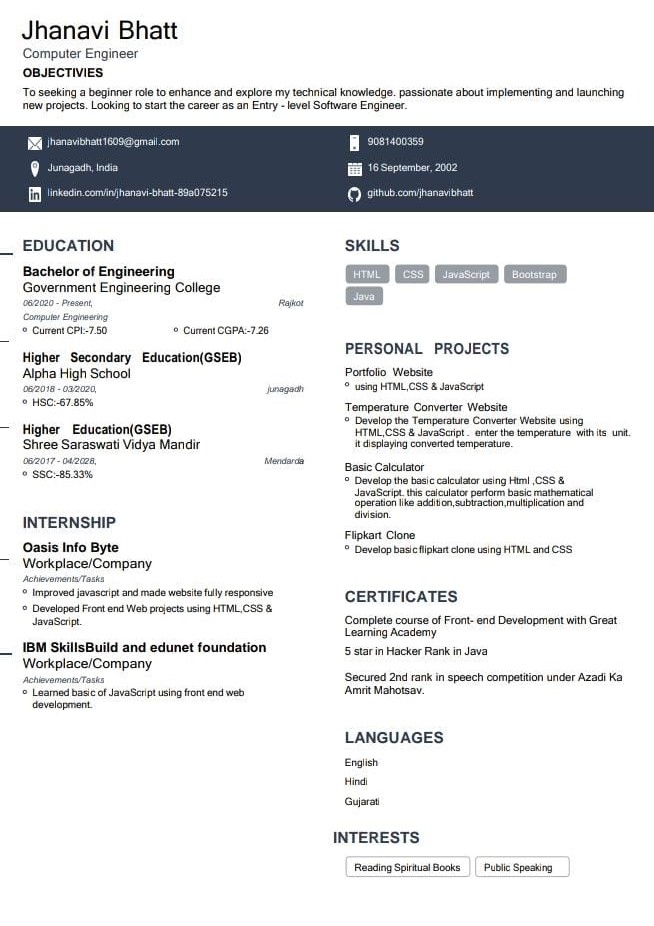 Jhanavi Bhatt
Computer Engineer
OBJECTIVIES
To seeking a beginner role to enhance and explore my technical knowledge. passionate about implementing and launching
new projects. Looking to start the career as an Entry - level Software Engineer.
jhanavibhatt1609@gmail.com
9081400359
Junagadh, India
16 September, 2002
linkedin.com/in/jhanavi-bhatt-89a075215
github.com/jhanavibhatt
EDUCATION
Bachelor of Engineering
Government Engineering College
06/2020 - Present, Rajkot
Computer Engineering
Current CPI:-7.50 Current CGPA:-7.26
Higher Secondary Education(GSEB)
Alpha High School
06/2018 - 03/2020, junagadh
HSC:-67.85%
Higher Education(GSEB)
Shree Saraswati Vidya Mandir
06/2017 - 04/2028, Mendarda
SSC:-85.33%
INTERNSHIP
Oasis Info Byte
Workplace/Company
Achievements/Tasks
Improved javascript and made website fully responsive
Developed Front end Web projects using HTML,CSS &
JavaScript.
IBM SkillsBuild and edunet foundation
Workplace/Company
Achievements/Tasks
Learned basic of JavaScript using front end web
development.
SKILLS
HTML CSS JavaScript Bootstrap
Java
PERSONAL PROJECTS
Portfolio Website
using HTML,CSS & JavaScript
Temperature Converter Website
Develop the Temperature Converter Website using
HTML,CSS & JavaScript . enter the temperature with its unit.
it displaying converted temperature.
Basic Calculator
Develop the basic calculator using Html ,CSS &
JavaScript. this calculator perform basic mathematical
operation like addition,subtraction,multiplication and
division.
Flipkart Clone
Develop basic flipkart clone using HTML and CSS
CERTIFICATES
Complete course of Front- end Development with Great
Learning Academy
5 star in Hacker Rank in Java
Secured 2nd rank in speech competition under Azadi Ka
Amrit Mahotsav.
LANGUAGES
English
Hindi
Gujarati
INTERESTS
Reading Spiritual Books Public Speaking